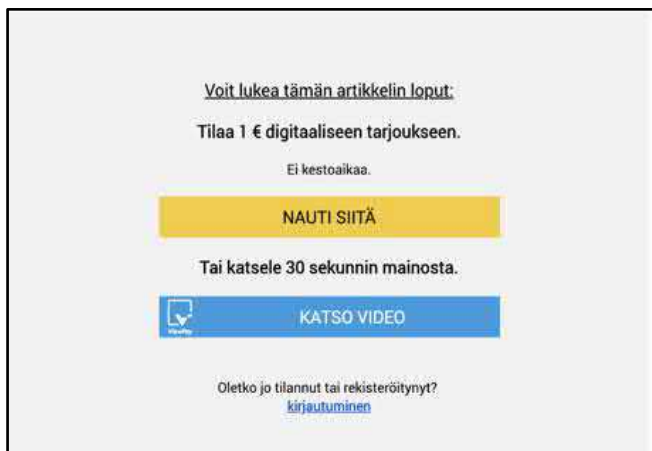 Voit lukea tämän artikkelin loput:
Tilaa 1 € digitaaliseen tarjoukseen.
Ei kestoaikaa.
NAUTI SIITÄ
Tai katsele 30 sekunnin mainosta.
KATSO VIDEO
ViewPay
Oletko jo tilannut tai rekisteröitynyt?
kirjautuminen